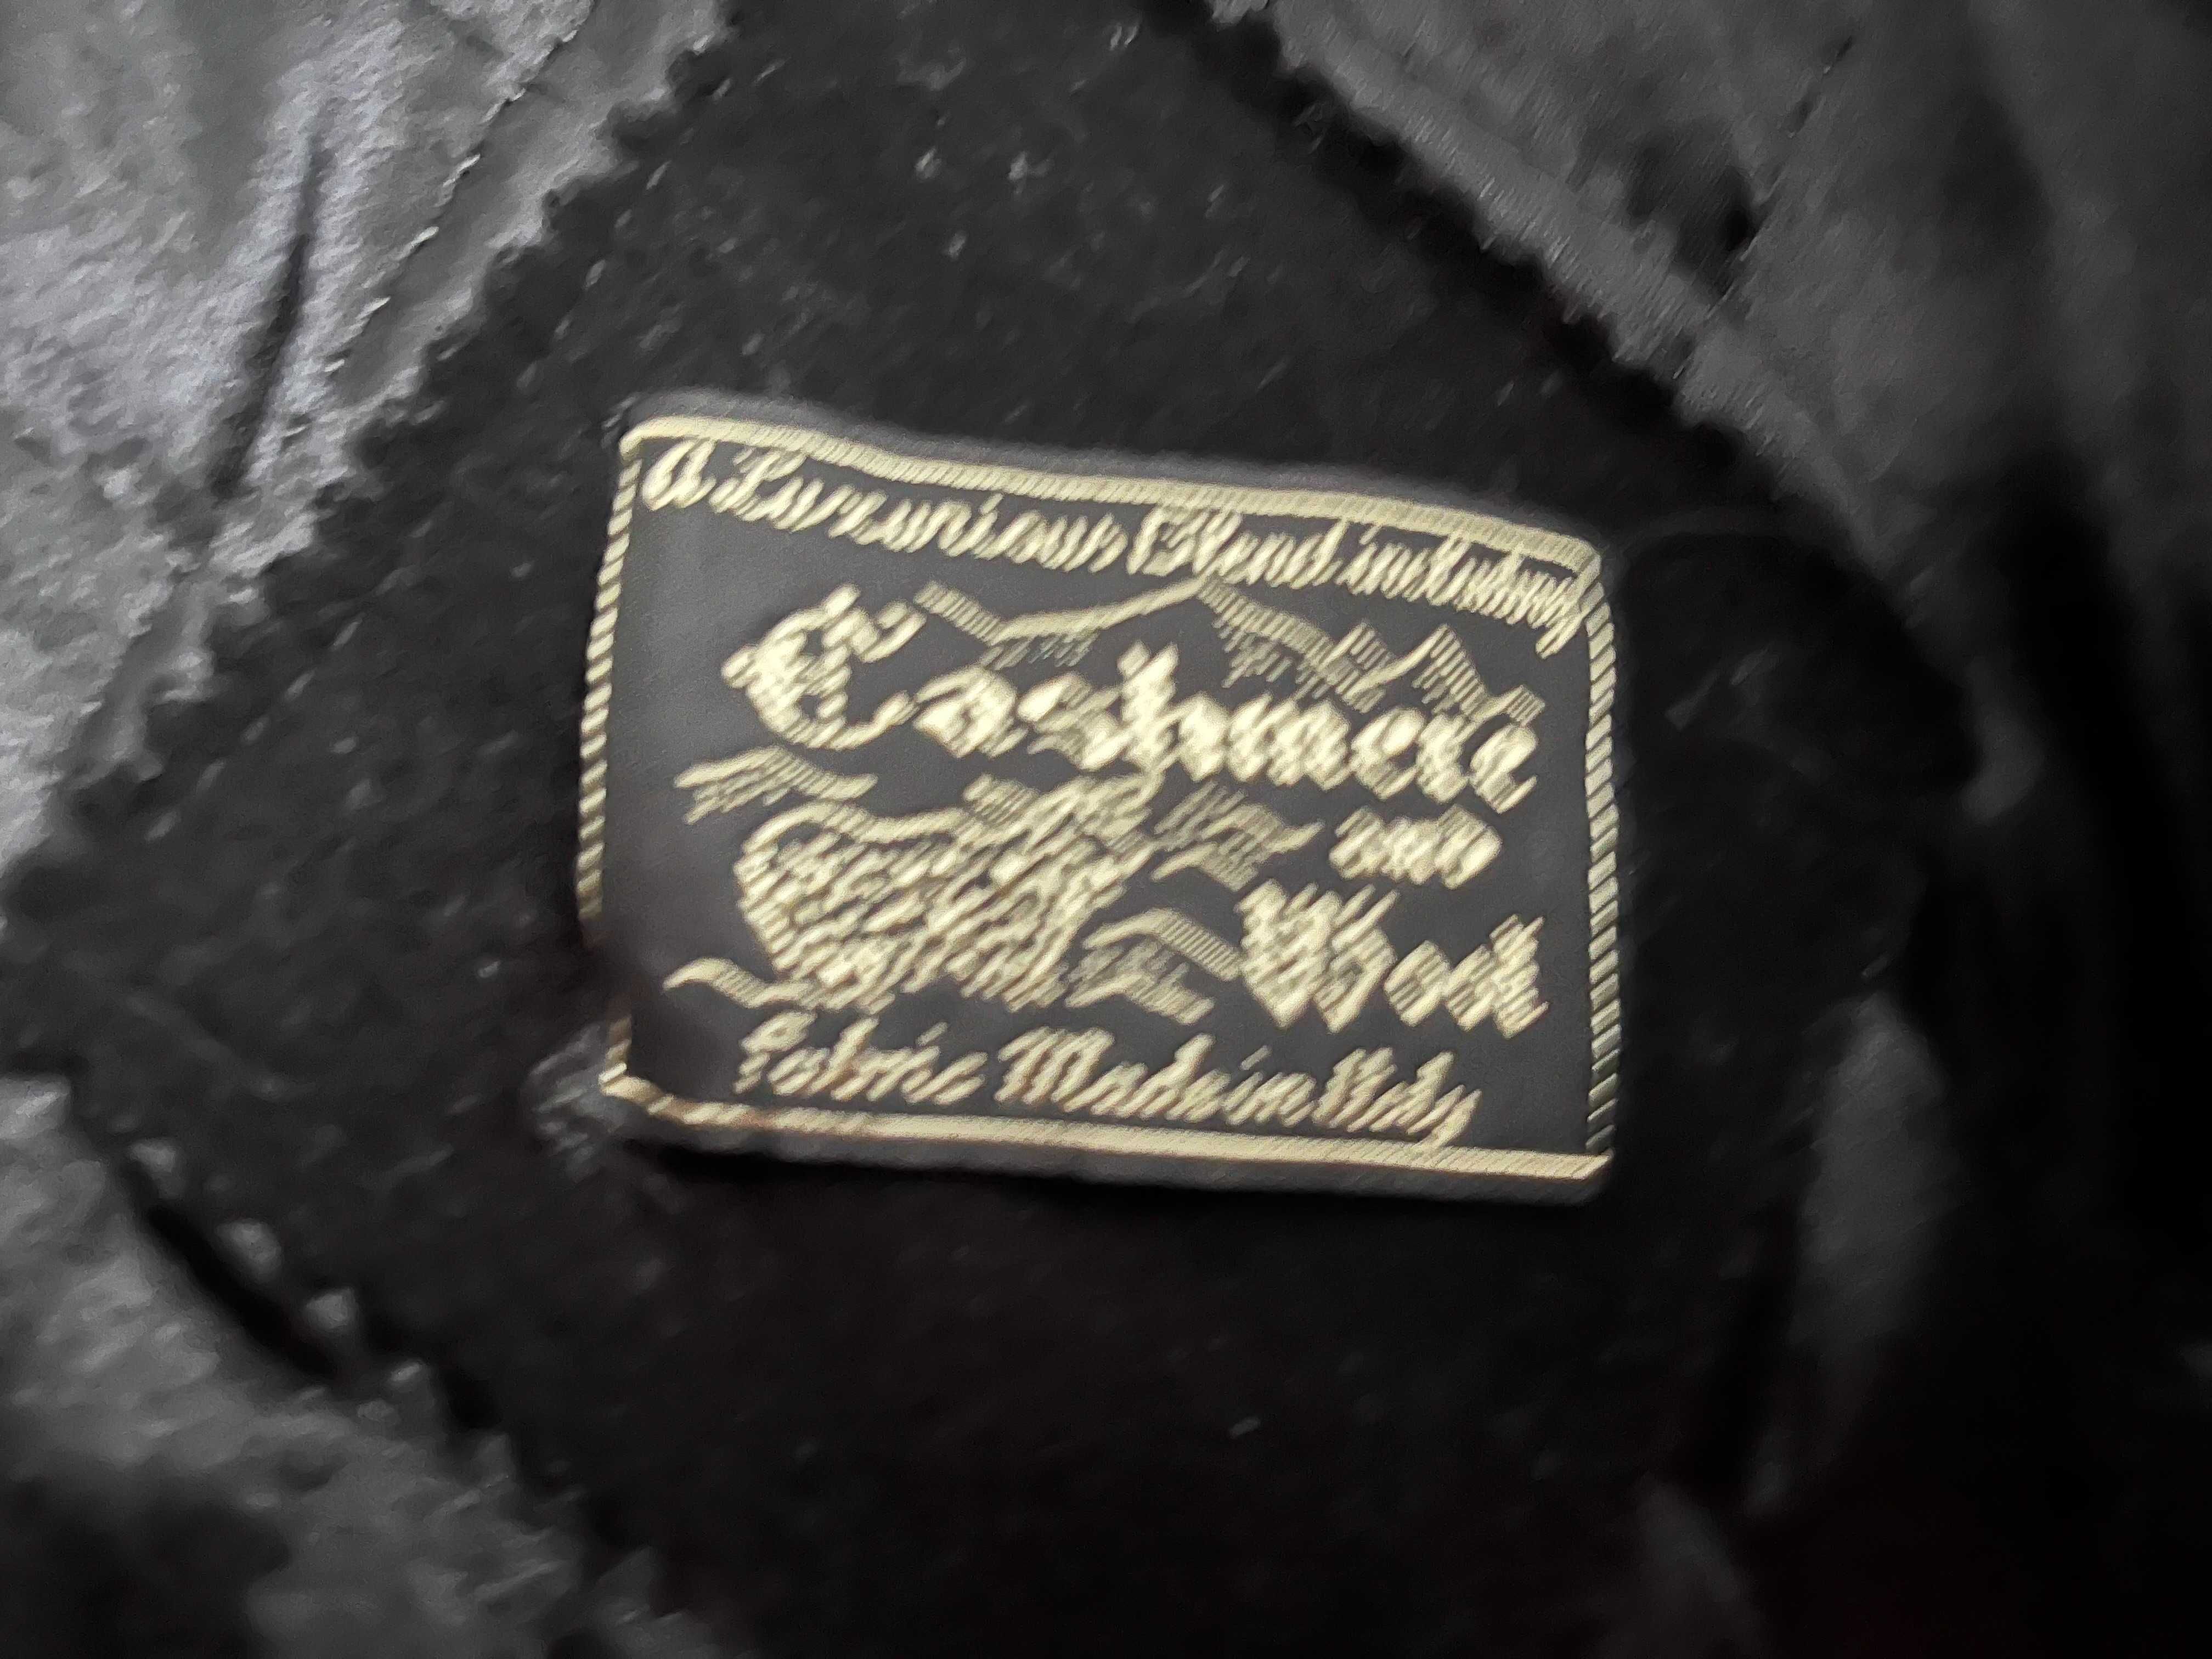 A Luxurious Blend including
Cashmere
and
Wool
Fabric Made in Italy